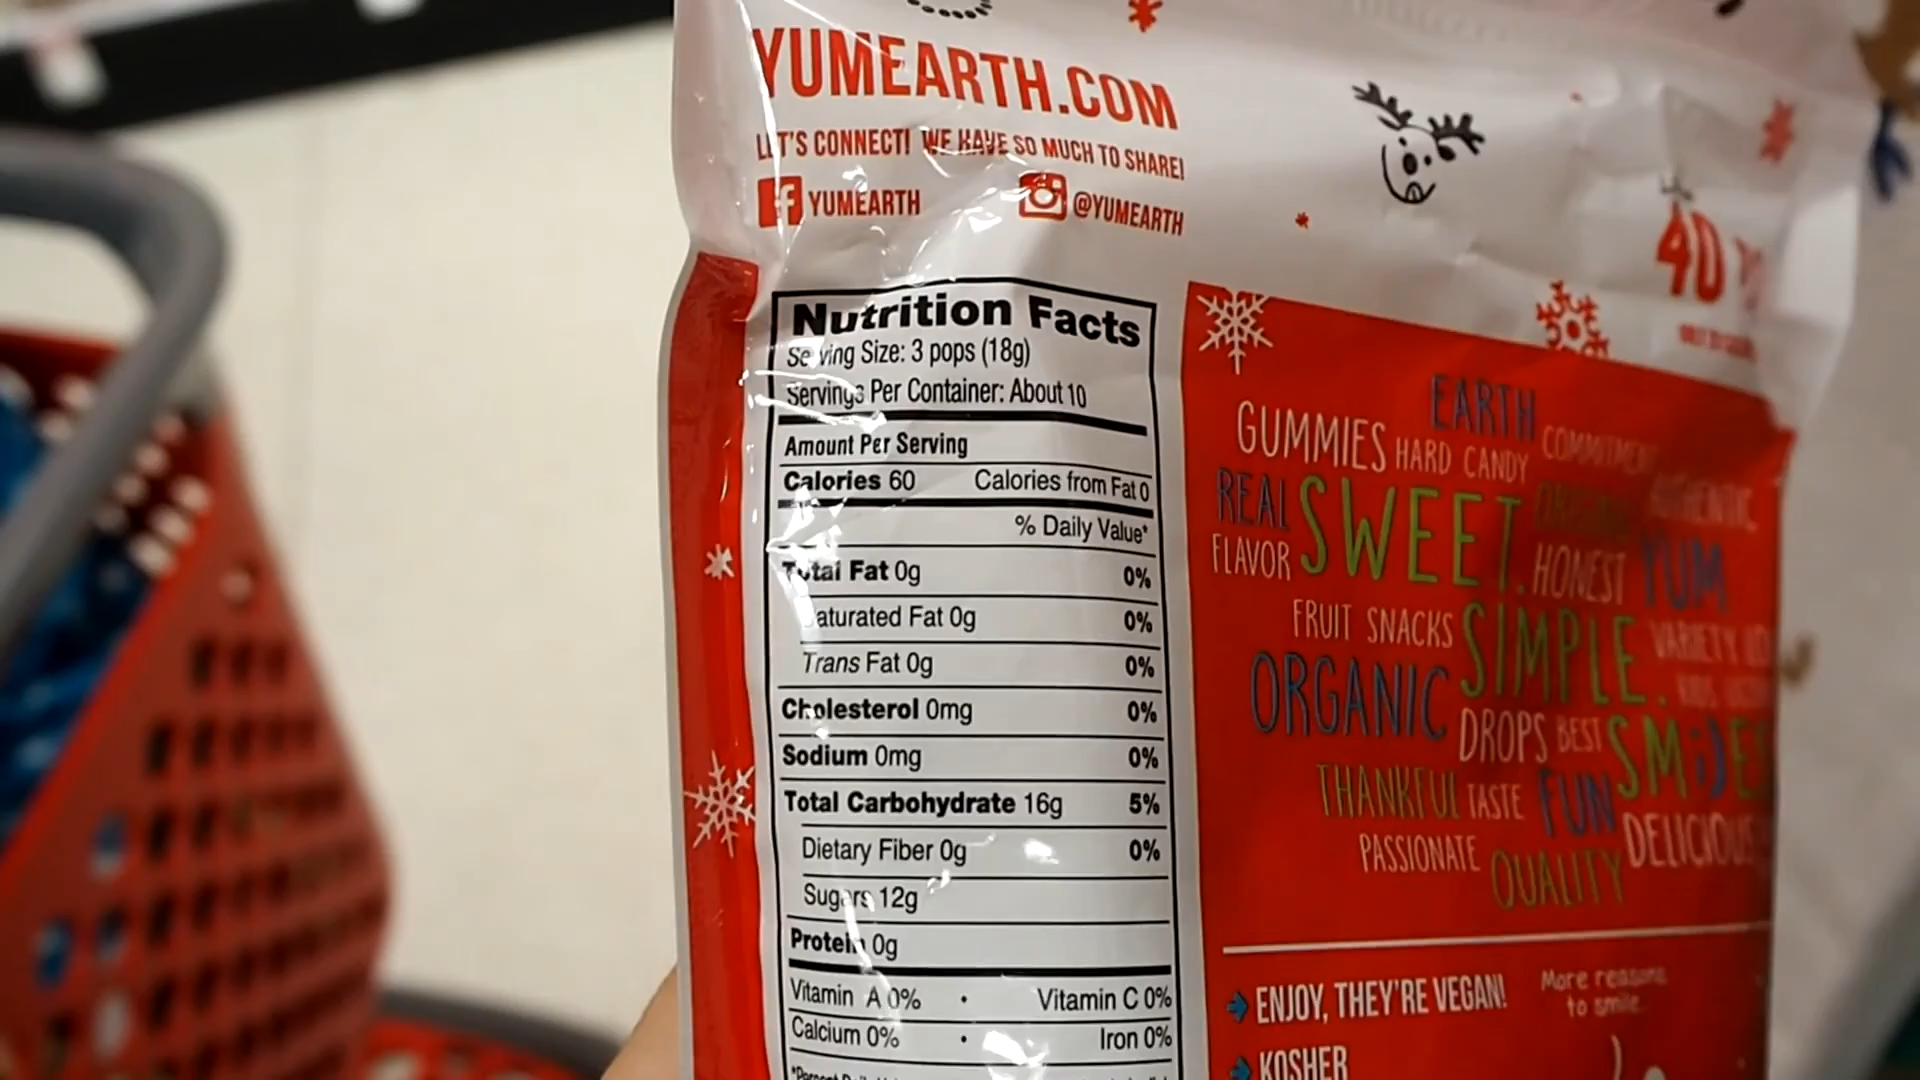 YUMEARTH.COM
LET'S CONNECT! WE HAVE SO MUCH TO SHARE!
YUMEARTH @YUMEARTH
40
Nutrition Facts
Serving Size: 3 pops (18g)
Servings Per Container: About 10
Amount Per Serving
Calories 60 Calories from Fat 0
% Daily Value*
Total Fat 0g 0%
Saturated Fat 0g 0%
Trans Fat 0g 0%
Cholesterol 0mg 0%
Sodium 0mg 0%
Total Carbohydrate 16g 5%
Dietary Fiber 0g 0%
Sugars 12g
Protein 0g
Vitamin A 0% • Vitamin C 0%
Calcium 0% • Iron 0%
EARTH
GUMMIES HARD CANDY COMMITMENT
REAL SWEET. ORGANIC AUTHENTIC
FLAVOR HONEST YUM
FRUIT SNACKS SIMPLE. VARIETY
ORGANIC DROPS BEST SM:)E
THANKFUL TASTE FUN
PASSIONATE QUALITY DELICIOUS
ENJOY, THEY'RE VEGAN!
More reasons
to smile.
KOSHER